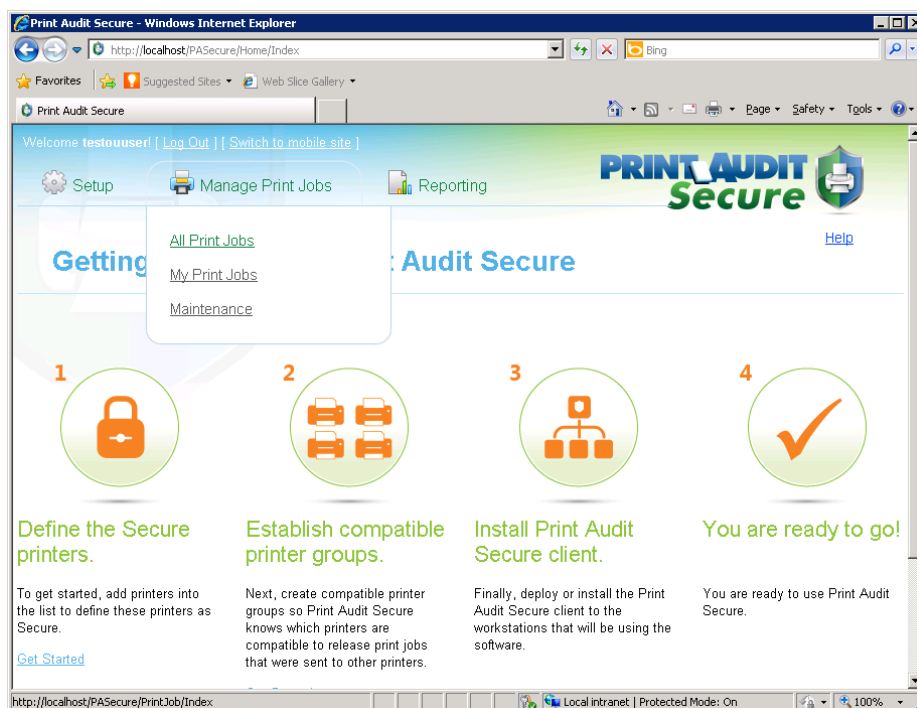 Print Audit Secure - Windows Internet Explorer
http://localhost/PASecure/Home/Index
Bing
Favorites
Suggested Sites
Web Slice Gallery
Print Audit Secure
Page
Safety
Tools
Welcome testouuser! [ Log Out ] [ Switch to mobile site ]
Setup
Manage Print Jobs
Reporting
PRINT AUDIT
Secure
Help
All Print Jobs
My Print Jobs
Maintenance
Getting
Audit Secure
1
2
3
4
Define the Secure
printers.
To get started, add printers into
the list to define these printers as
Secure.
Get Started
Establish compatible
printer groups.
Next, create compatible printer
groups so Print Audit Secure
knows which printers are
compatible to release print jobs
that were sent to other printers.
Install Print Audit
Secure client.
Finally, deploy or install the Print
Audit Secure client to the
workstations that will be using the
software.
You are ready to go!
You are ready to use Print Audit
Secure.
http://localhost/PASecure/PrintJob/Index
Local intranet | Protected Mode: On
100%